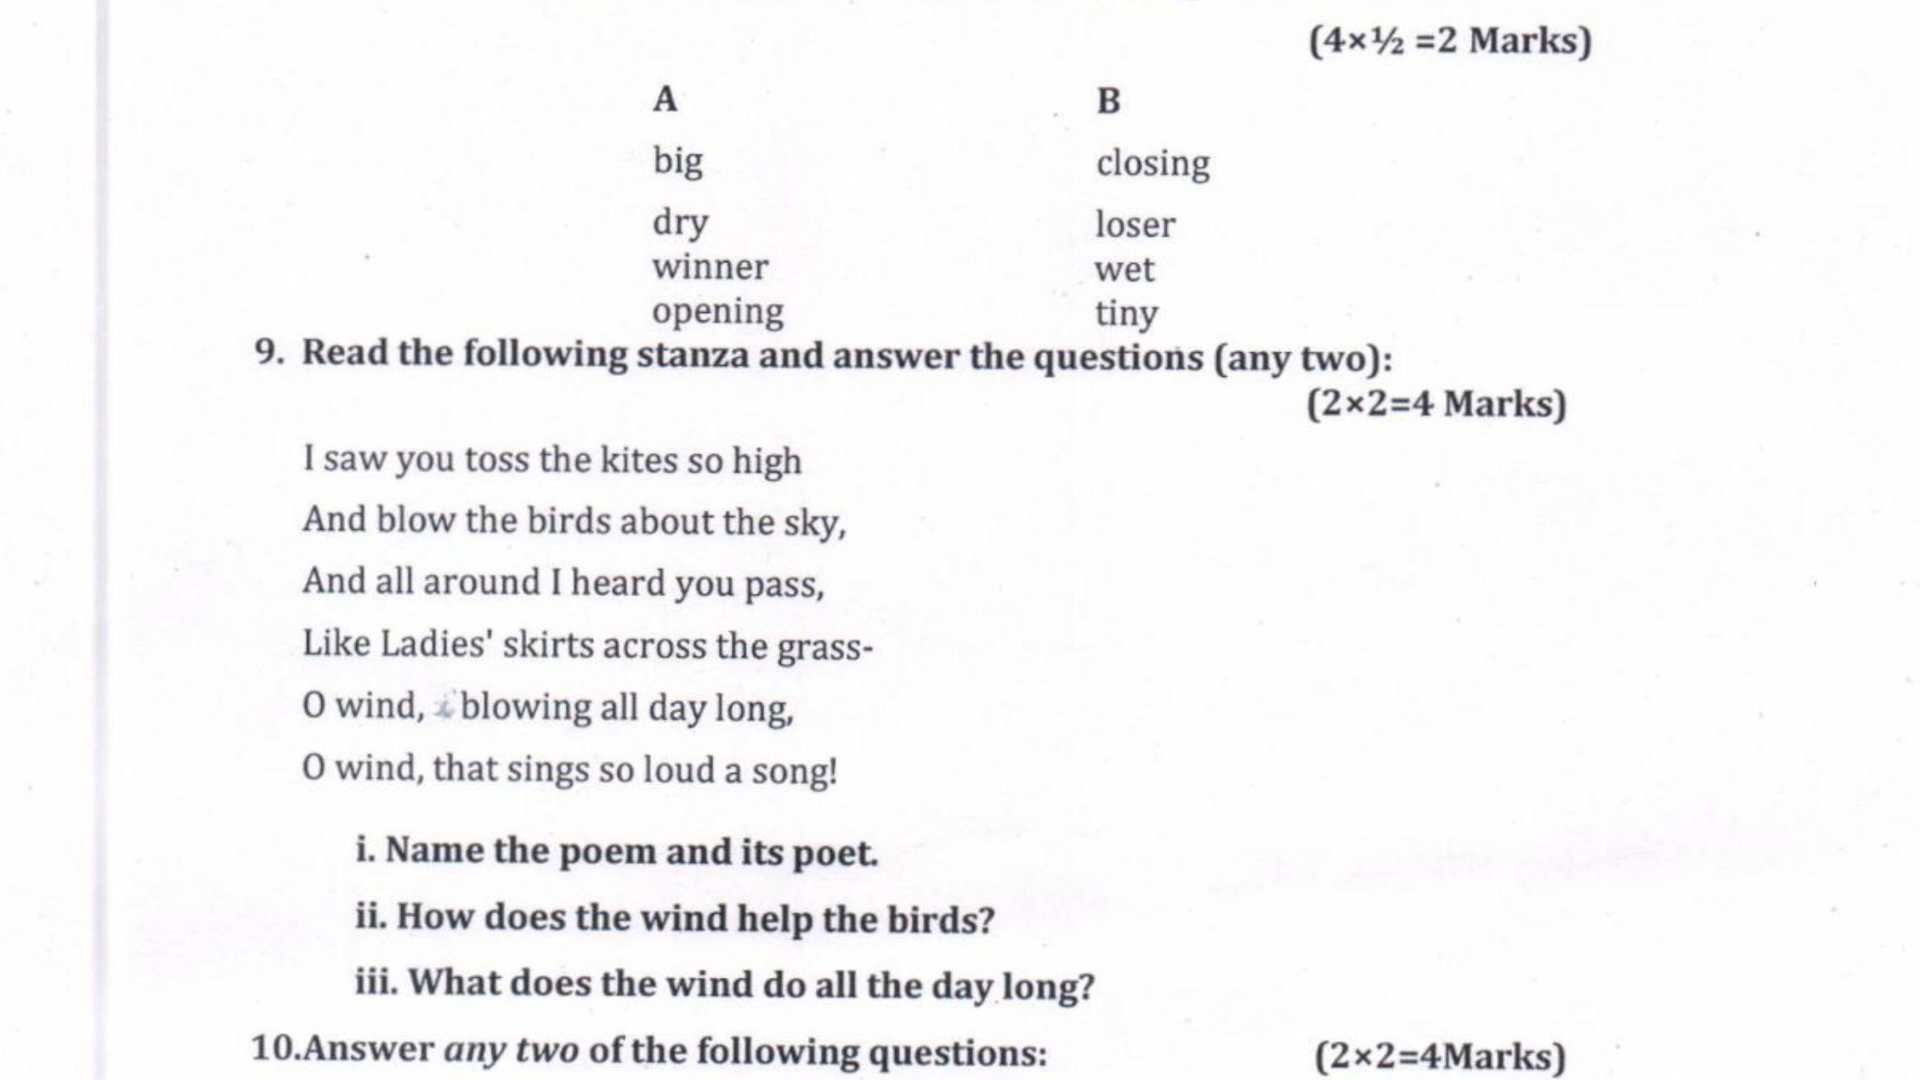 (4×½ =2 Marks)
A B
big closing
dry loser
winner wet
opening tiny
9. Read the following stanza and answer the questions (any two):
(2×2=4 Marks)
I saw you toss the kites so high
And blow the birds about the sky,
And all around I heard you pass,
Like Ladies' skirts across the grass-
O wind, blowing all day long,
O wind, that sings so loud a song!
i. Name the poem and its poet.
ii. How does the wind help the birds?
iii. What does the wind do all the day long?
10.Answer any two of the following questions: (2×2=4Marks)